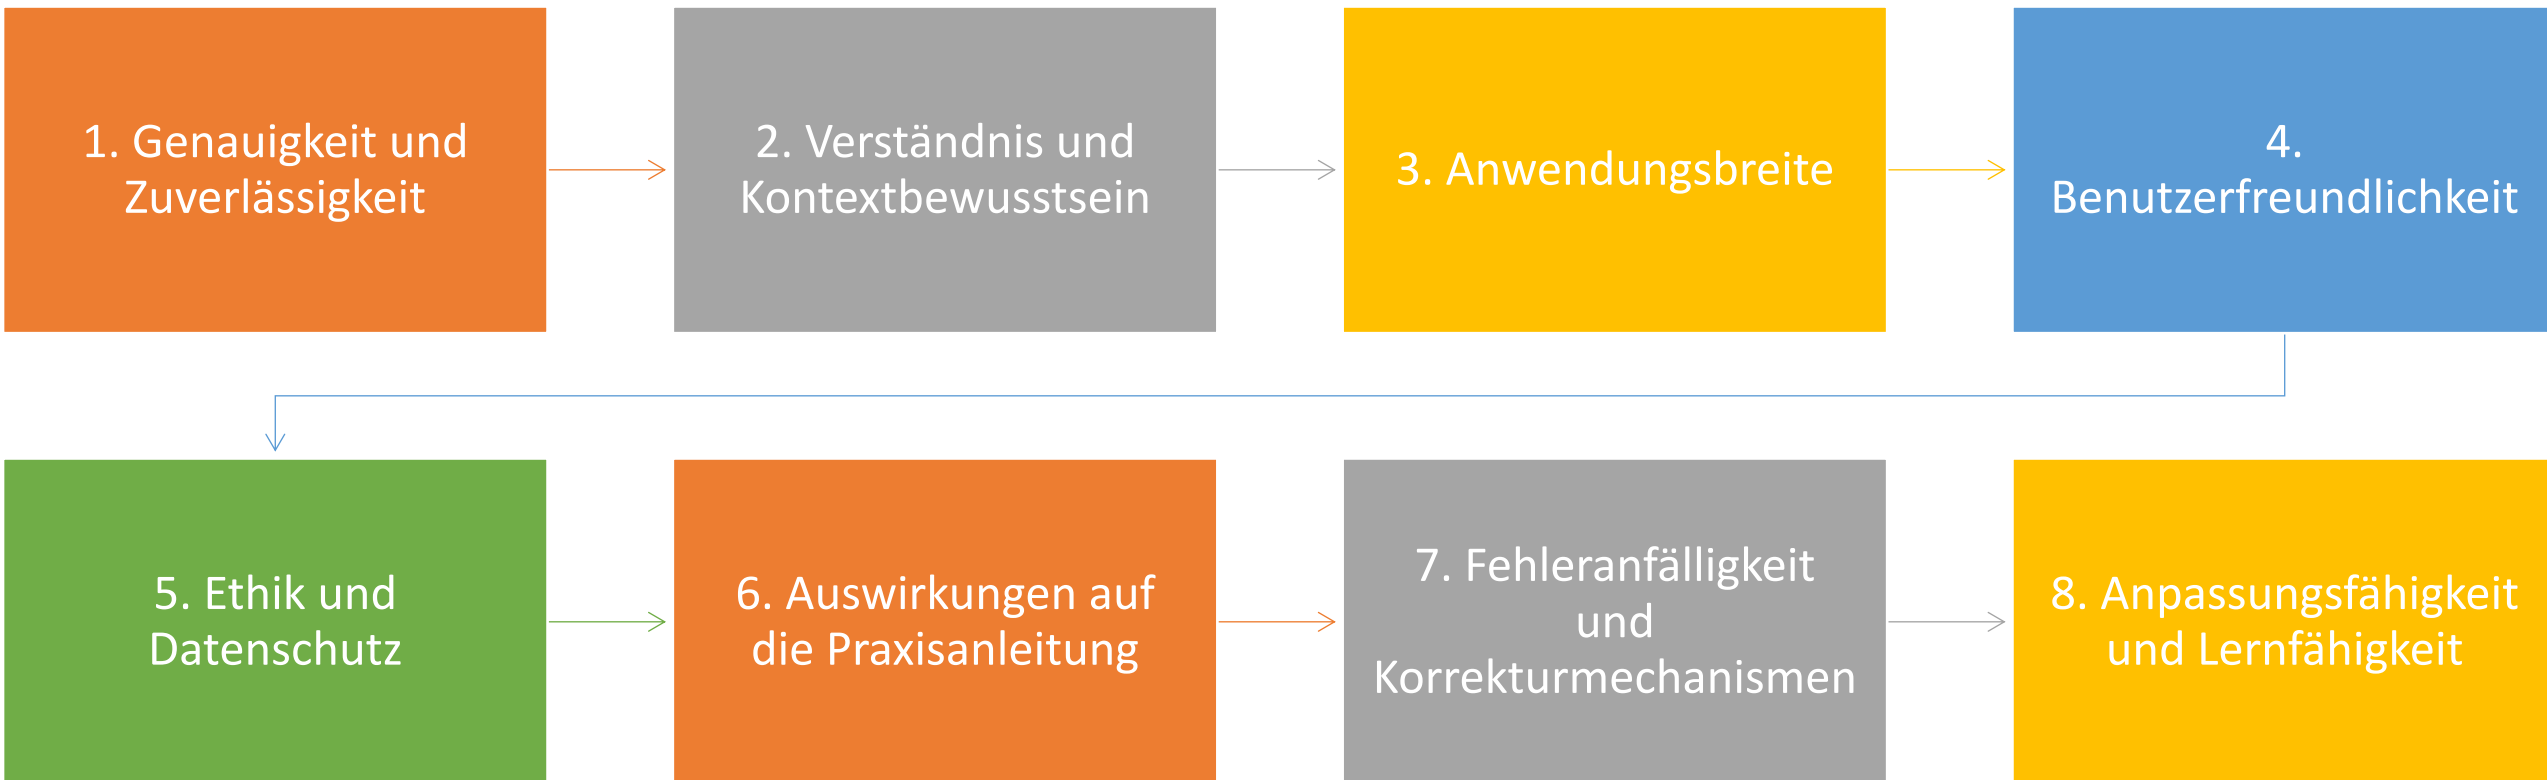 1. Genauigkeit und
Zuverlässigkeit
2. Verständnis und
Kontextbewusstsein
3. Anwendungsbreite
4.
Benutzerfreundlichkeit
5. Ethik und
Datenschutz
6. Auswirkungen auf
die Praxisanleitung
7. Fehleranfälligkeit
und
Korrekturmechanismen
8. Anpassungsfähigkeit
und Lernfähigkeit